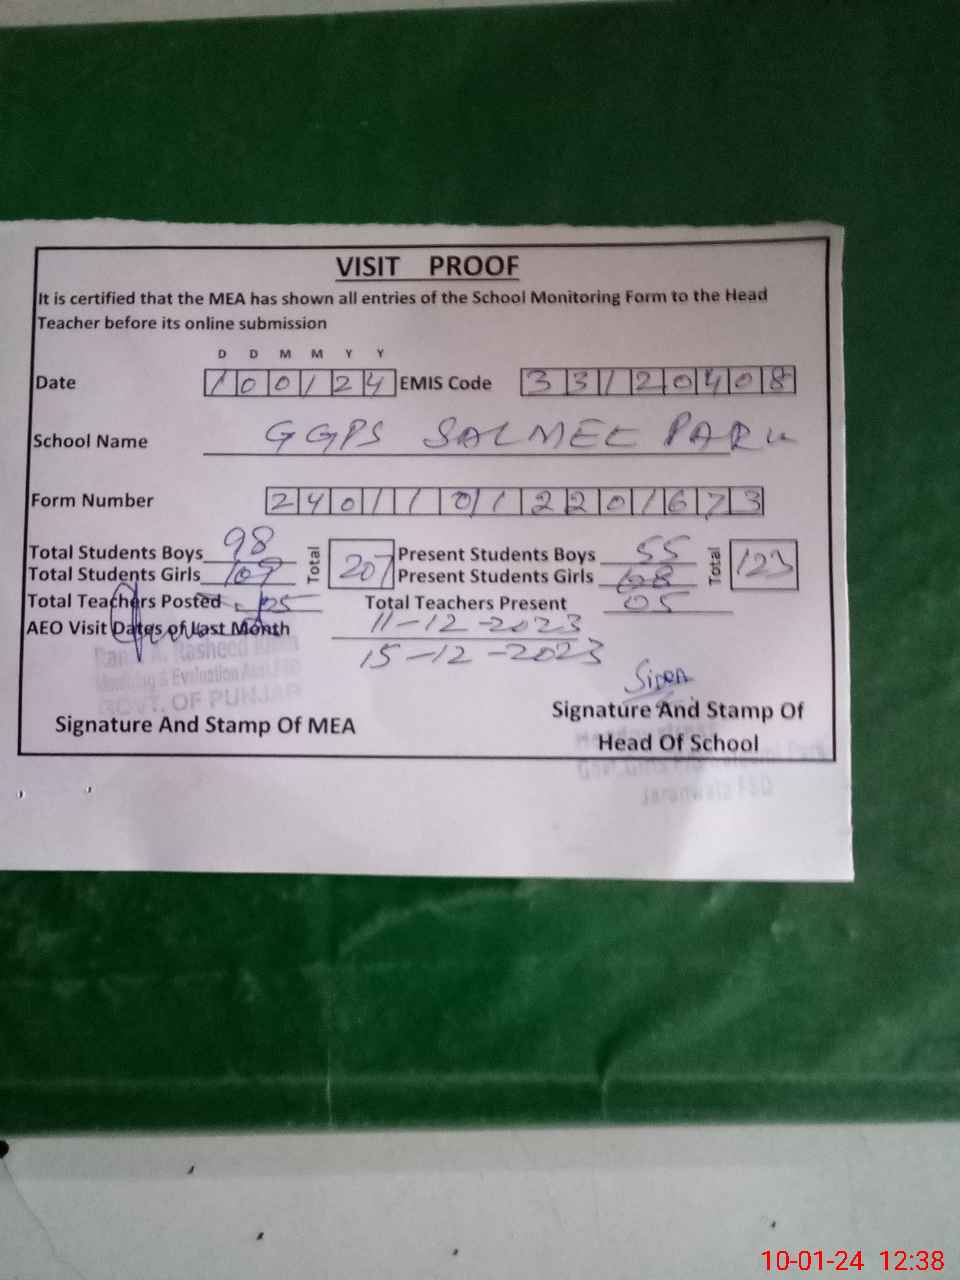 VISIT PROOF
It is certified that the MEA has shown all entries of the School Monitoring Form to the Head
Teacher before its online submission
D D M M Y Y
Date 1 0 0 1 2 4 EMIS Code 3 3 1 2 0 4 0 8
School Name GGPS SALMEE PARK
Form Number 2 4 0 1 1 0 1 2 2 0 1 6 7 3
Total Students Boys 98 Total 207 Present Students Boys 55 Total 123
Total Students Girls 109 Present Students Girls 68
Total Teachers Posted 05 Total Teachers Present 05
AEO Visit Dates of Last Month 11-12-2023
15-12-2023
Rasheed
Monitoring & Evaluation
GOVT. OF PUNJAB
Sidra
Signature And Stamp Of MEA
Signature And Stamp Of
Head Of School
Jaranwala FSD
10-01-24 12:38